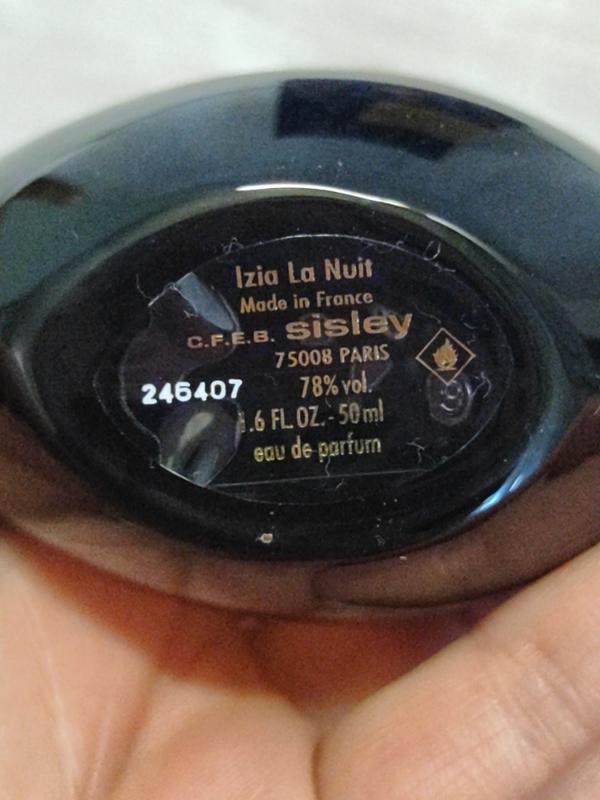 Izia La Nuit
Made in France
C.F.E.B. sisley
75008 PARIS
246407 78% vol.
1.6 FL. OZ. - 50 ml
eau de parfum